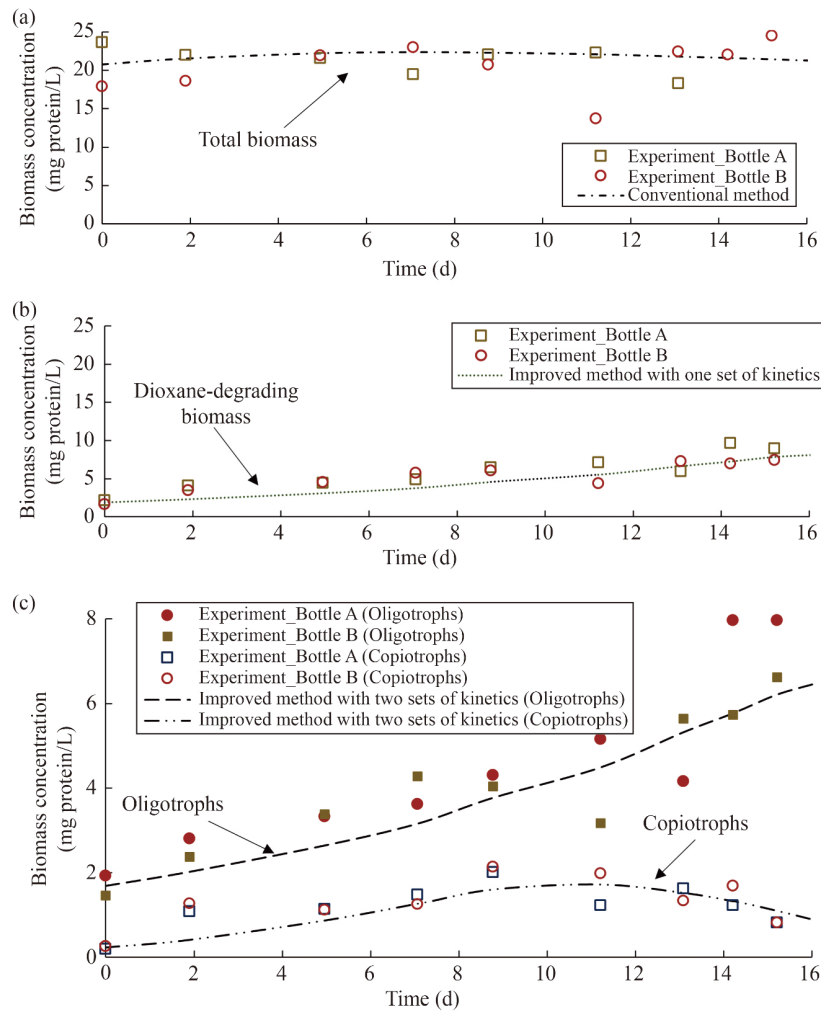 (a)
25
20
15
10
5
0
Biomass concentration
(mg protein/L)
Total biomass
Experiment_Bottle A
Experiment_Bottle B
Conventional method
0 2 4 6 8 10 12 14 16
Time (d)
(b)
25
20
15
10
5
0
Biomass concentration
(mg protein/L)
Dioxane-degrading
biomass
Experiment_Bottle A
Experiment_Bottle B
Improved method with one set of kinetics
0 2 4 6 8 10 12 14 16
Time (d)
(c)
8
6
4
2
0
Biomass concentration
(mg protein/L)
Experiment_Bottle A (Oligotrophs)
Experiment_Bottle B (Oligotrophs)
Experiment_Bottle A (Copiotrophs)
Experiment_Bottle B (Copiotrophs)
Improved method with two sets of kinetics (Oligotrophs)
Improved method with two sets of kinetics (Copiotrophs)
Oligotrophs
Copiotrophs
0 2 4 6 8 10 12 14 16
Time (d)